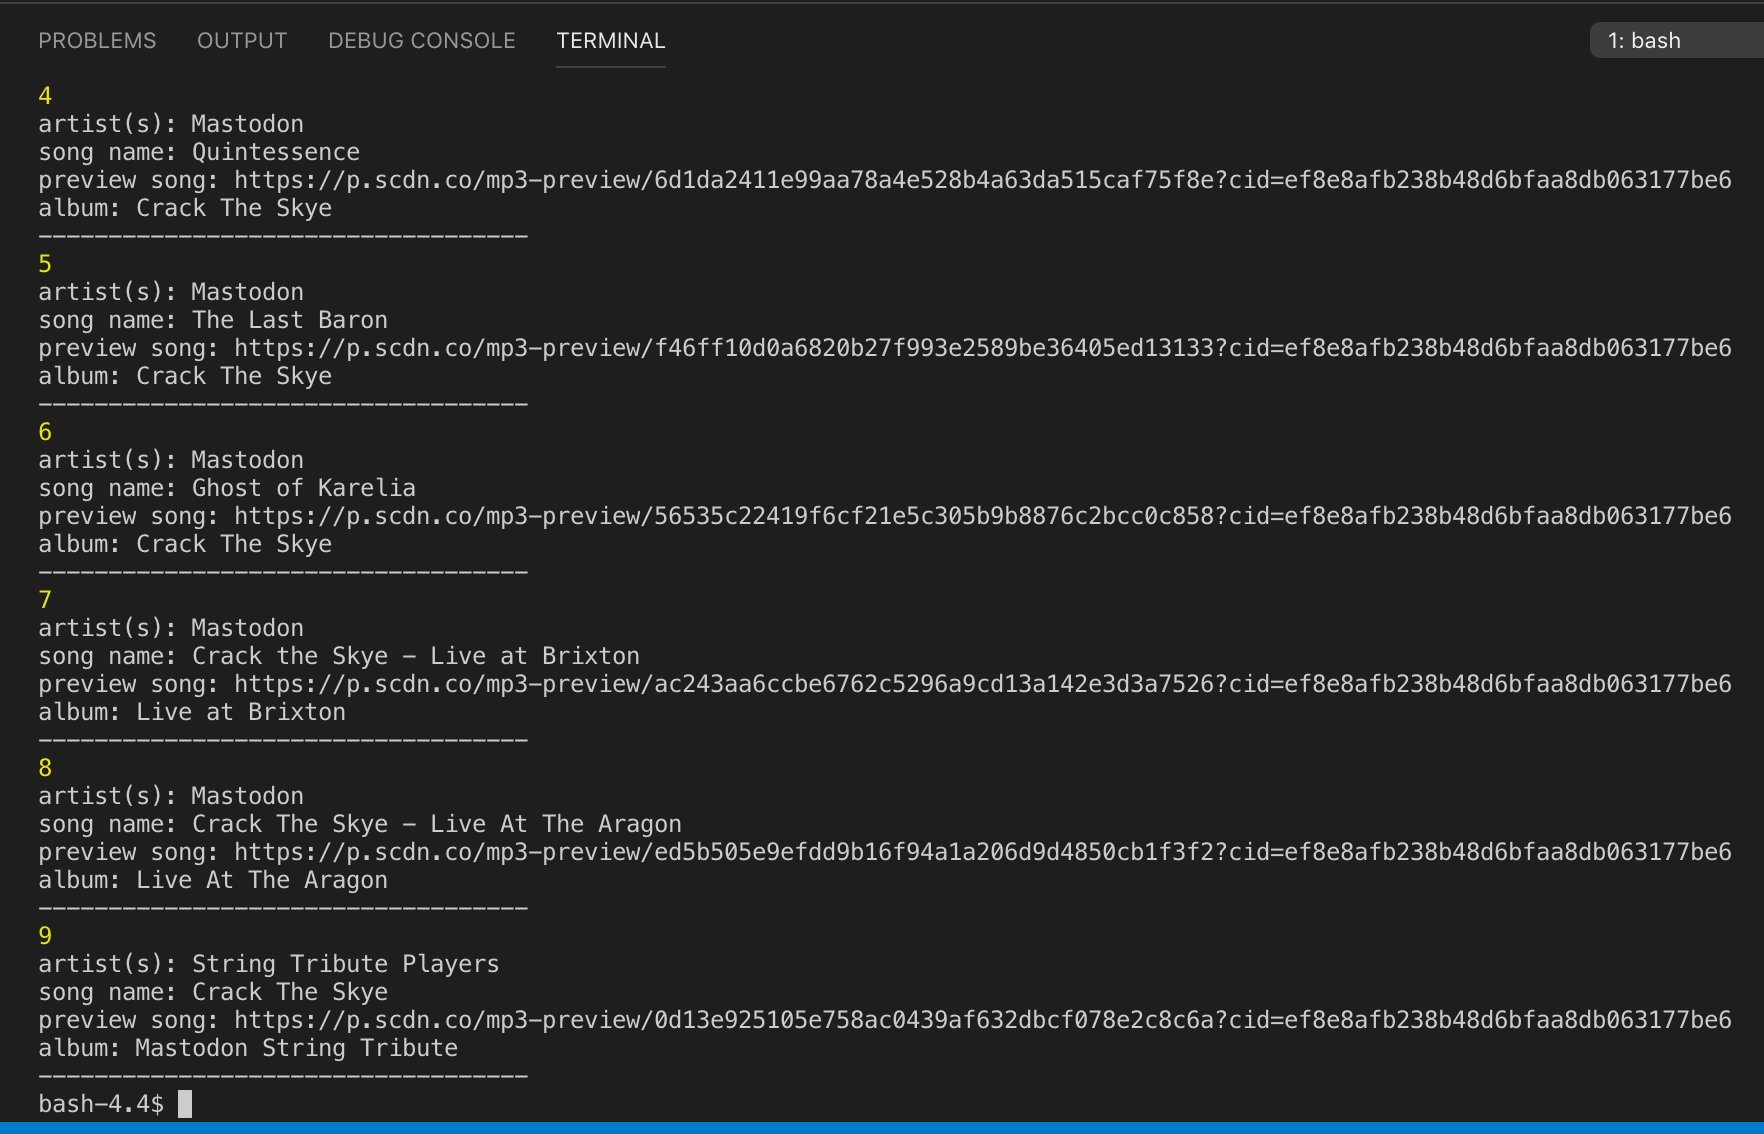 PROBLEMS OUTPUT DEBUG CONSOLE TERMINAL 1: bash
4
artist(s): Mastodon
song name: Quintessence
preview song: https://p.scdn.co/mp3-preview/6d1da2411e99aa78a4e528b4a63da515caf75f8e?cid=ef8e8afb238b48d6bfaa8db063177be6
album: Crack The Skye
-----------------------------------
5
artist(s): Mastodon
song name: The Last Baron
preview song: https://p.scdn.co/mp3-preview/f46ff10d0a6820b27f993e2589be36405ed13133?cid=ef8e8afb238b48d6bfaa8db063177be6
album: Crack The Skye
-----------------------------------
6
artist(s): Mastodon
song name: Ghost of Karelia
preview song: https://p.scdn.co/mp3-preview/56535c22419f6cf21e5c305b9b8876c2bcc0c858?cid=ef8e8afb238b48d6bfaa8db063177be6
album: Crack The Skye
-----------------------------------
7
artist(s): Mastodon
song name: Crack the Skye - Live at Brixton
preview song: https://p.scdn.co/mp3-preview/ac243aa6ccbe6762c5296a9cd13a142e3d3a7526?cid=ef8e8afb238b48d6bfaa8db063177be6
album: Live at Brixton
-----------------------------------
8
artist(s): Mastodon
song name: Crack The Skye - Live At The Aragon
preview song: https://p.scdn.co/mp3-preview/ed5b505e9efdd9b16f94a1a206d9d4850cb1f3f2?cid=ef8e8afb238b48d6bfaa8db063177be6
album: Live At The Aragon
-----------------------------------
9
artist(s): String Tribute Players
song name: Crack The Skye
preview song: https://p.scdn.co/mp3-preview/0d13e925105e758ac0439af632dbcf078e2c8c6a?cid=ef8e8afb238b48d6bfaa8db063177be6
album: Mastodon String Tribute
-----------------------------------
bash-4.4$